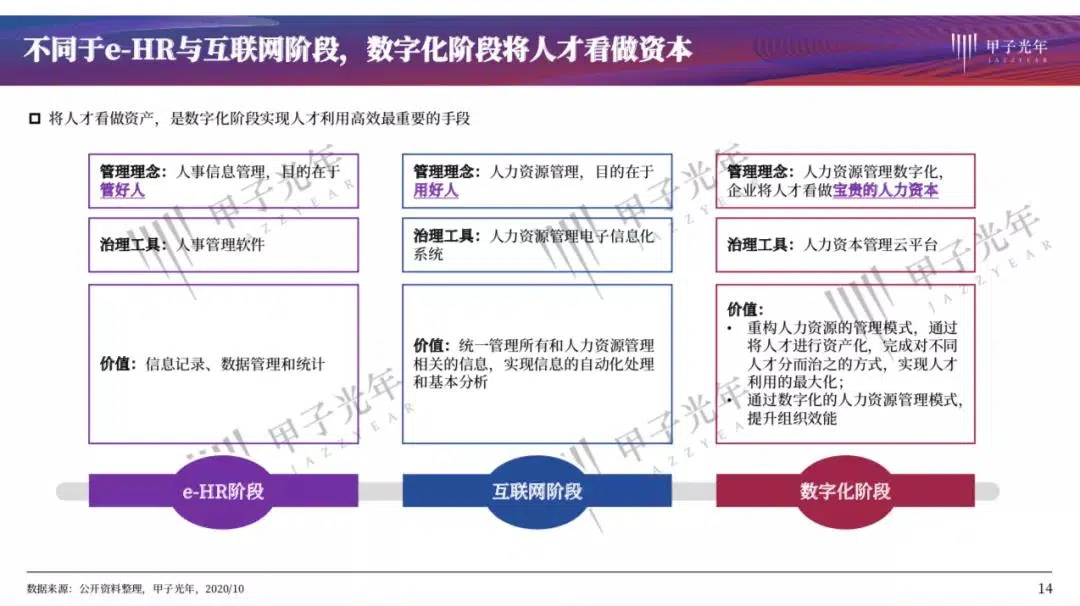 不同于e-HR与互联网阶段，数字化阶段将人才看做资本
甲子光年
JAZZYEAR
将人才看做资产，是数字化阶段实现人才利用高效最重要的手段
管理理念：人事信息管理，目的在于
管好人
治理工具：人事管理软件
价值：信息记录、数据管理和统计
e-HR阶段
管理理念：人力资源管理，目的在于
用好人
治理工具：人力资源管理电子信息化
系统
价值：统一管理所有和人力资源管理
相关的信息，实现信息的自动化处理
和基本分析
互联网阶段
管理理念：人力资源管理数字化，
企业将人才看做宝贵的人力资本
治理工具：人力资本管理云平台
价值：
• 重构人力资源的管理模式，通过
将人才进行资产化，完成对不同
人才分而治之的方式，实现人才
利用的最大化；
• 通过数字化的人力资源管理模式，
提升组织效能
数字化阶段
甲子光年
JAZZYEAR
甲子光年
JAZZYEAR
甲子光年
JAZZYEAR
甲子光年
JAZZYEAR
甲子光年
JAZZYEAR
数据来源：公开资料整理，甲子光年，2020/10
14